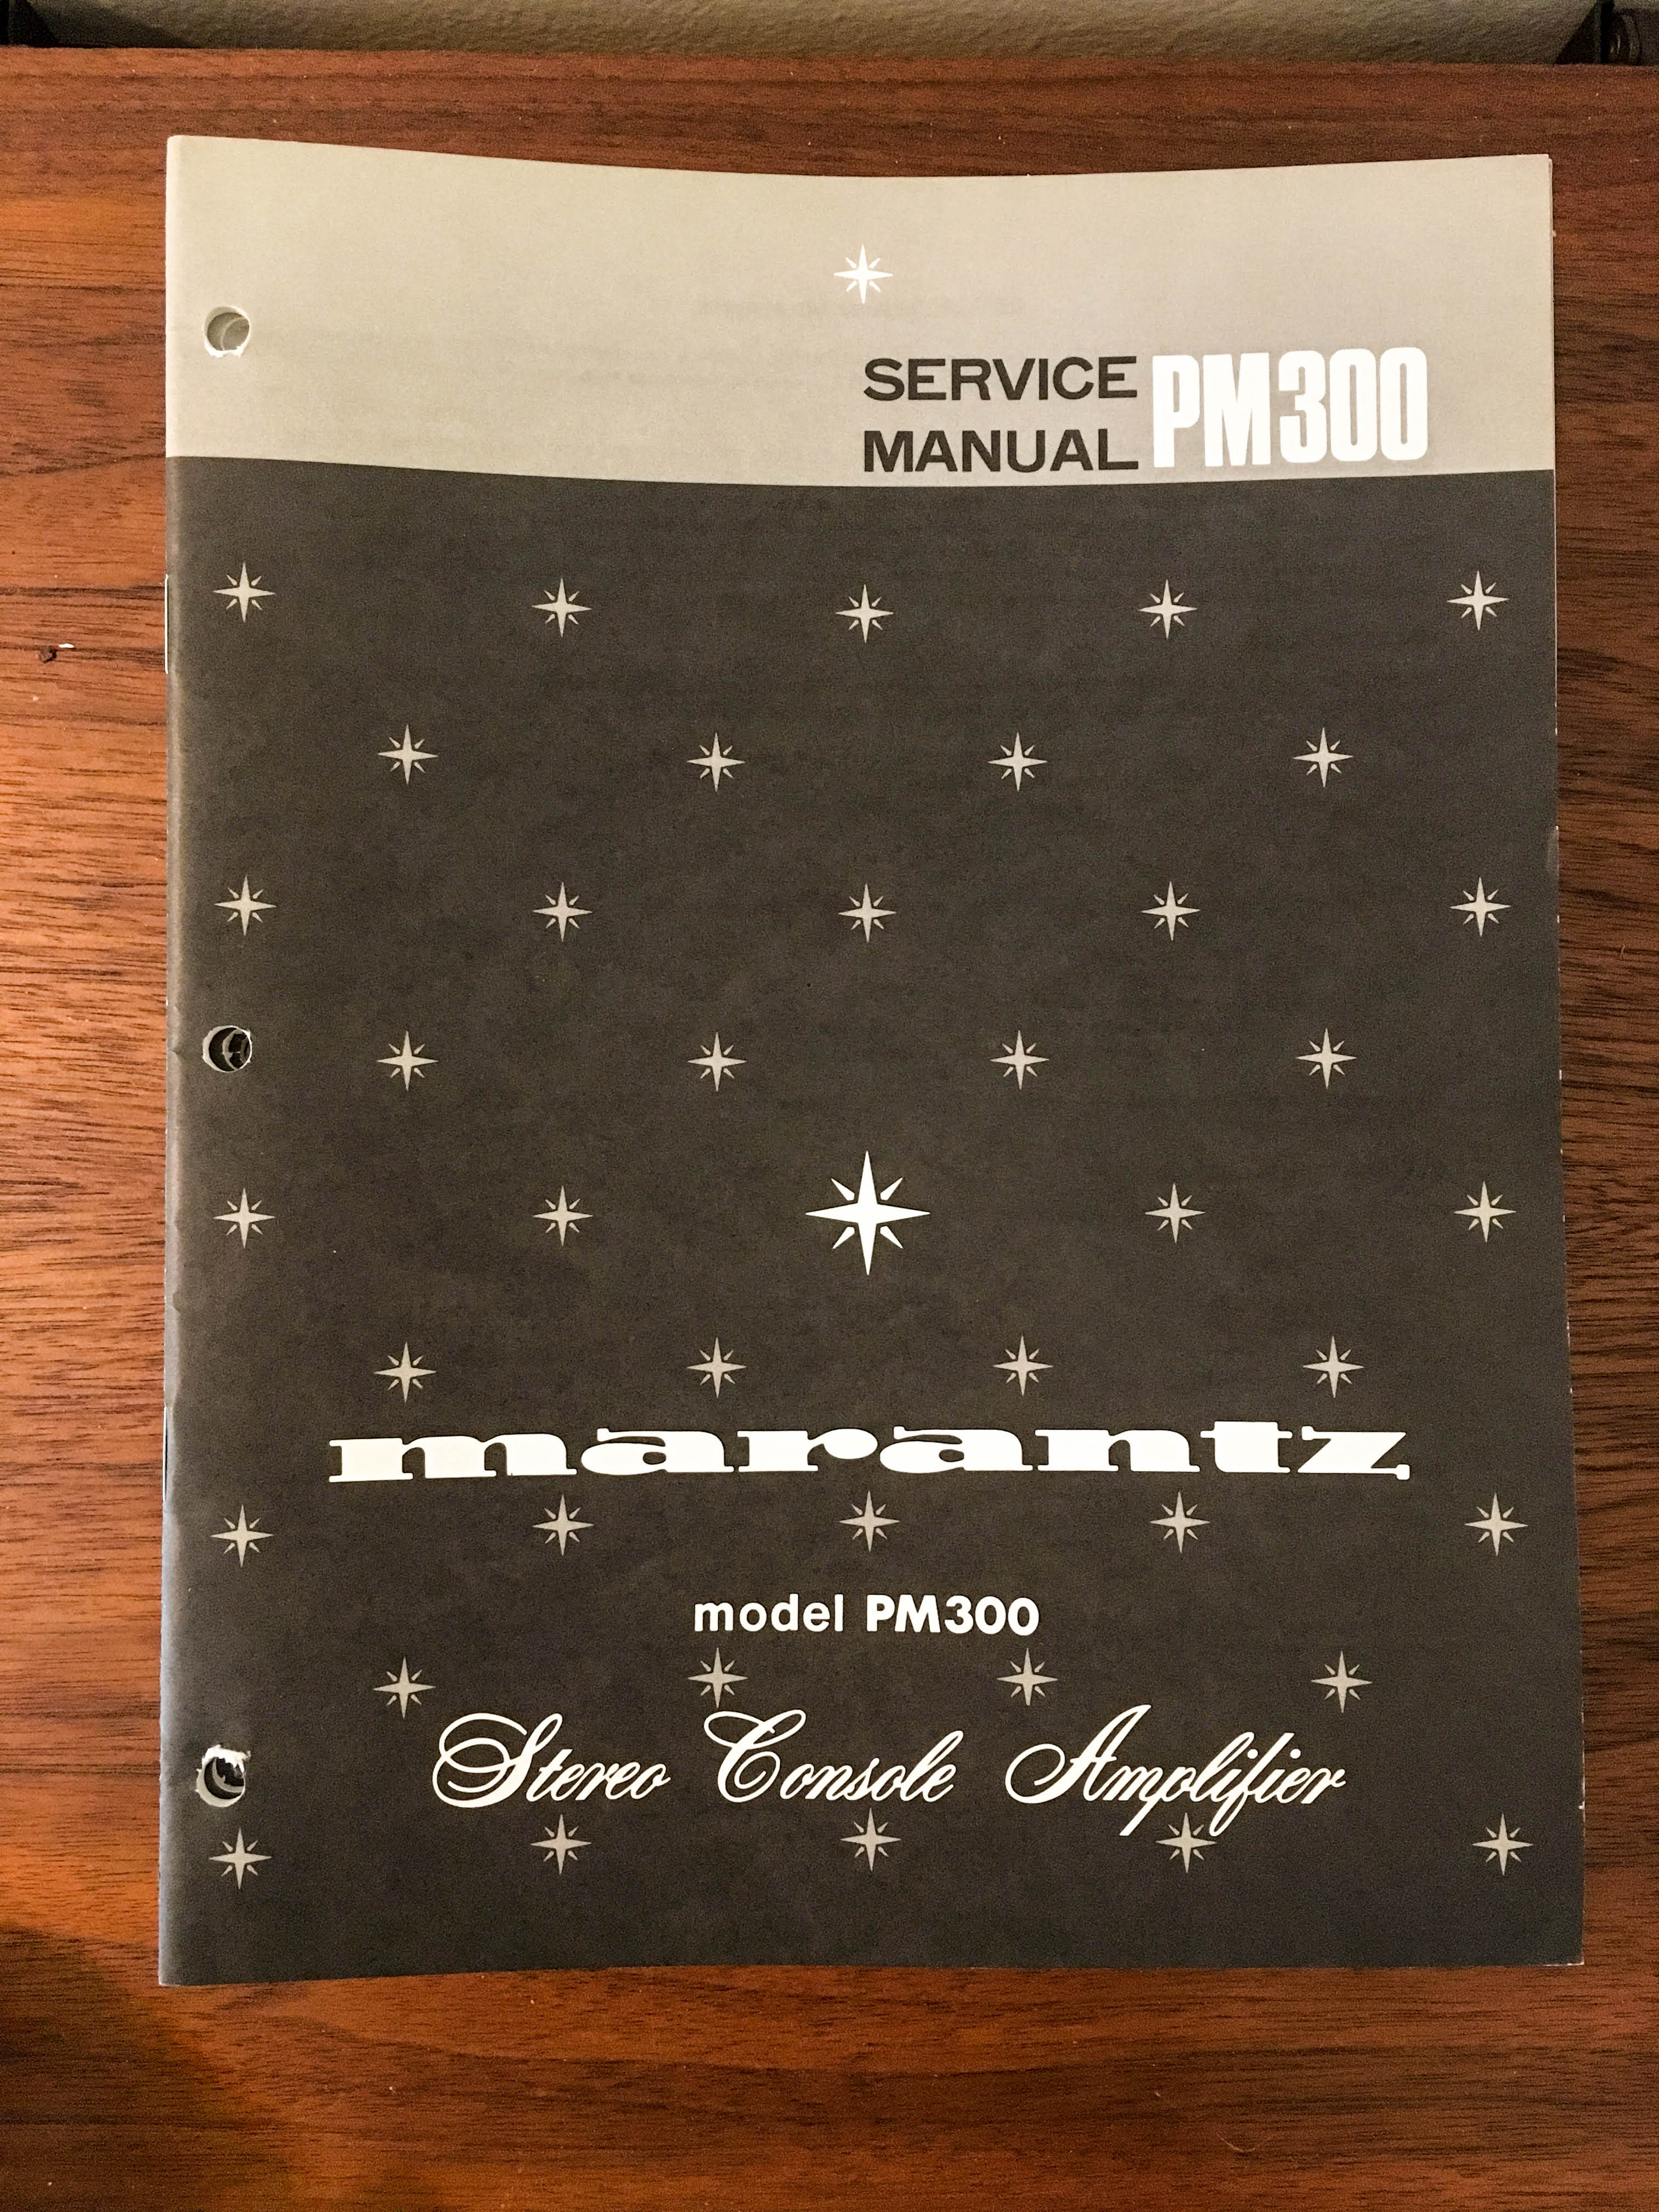 SERVICE
MANUAL PM300
marantz
model PM300
Stereo Console Amplifier